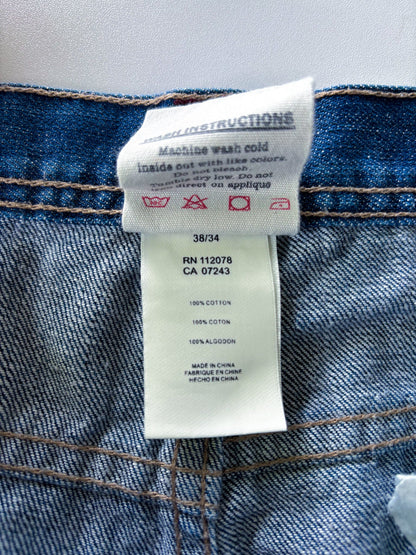 WASH INSTRUCTIONS
Machine wash cold
inside out with like colors.
Do not bleach.
Tumble dry low. Do not
direct on applique
38/34
RN 112078
CA 07243
100% COTTON
100% COTON
100% ALGODON
MADE IN CHINA
FABRIQUE EN CHINE
HECHO EN CHINA